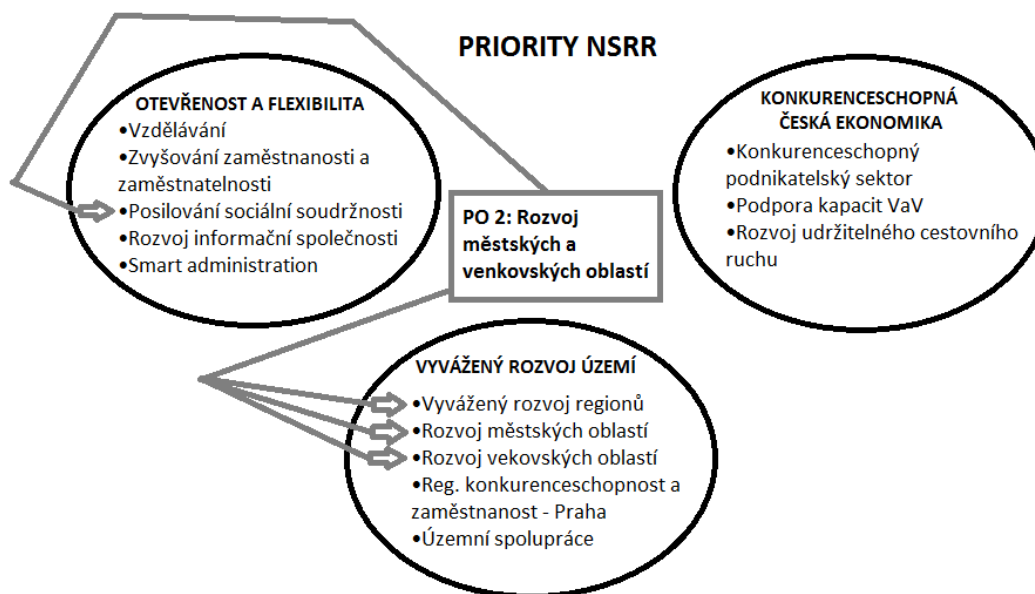 PRIORITY NSRR
OTEVŘENOST A FLEXIBILITA
•Vzdělávání
•Zvyšování zaměstnanosti a
zaměstnatelnosti
•Posilování sociální soudržnosti
•Rozvoj informační společnosti
•Smart administration
KONKURENCESCHOPNÁ
ČESKÁ EKONOMIKA
•Konkurenceschopný
podnikatelský sektor
•Podpora kapacit VaV
•Rozvoj udržitelného cestovního
ruchu
PO 2: Rozvoj
městských a
venkovských oblastí
VYVÁŽENÝ ROZVOJ ÚZEMÍ
•Vyvážený rozvoj regionů
•Rozvoj městských oblastí
•Rozvoj vekovských oblastí
•Reg. konkurenceschopnost a
zaměstnanost - Praha
•Územní spolupráce